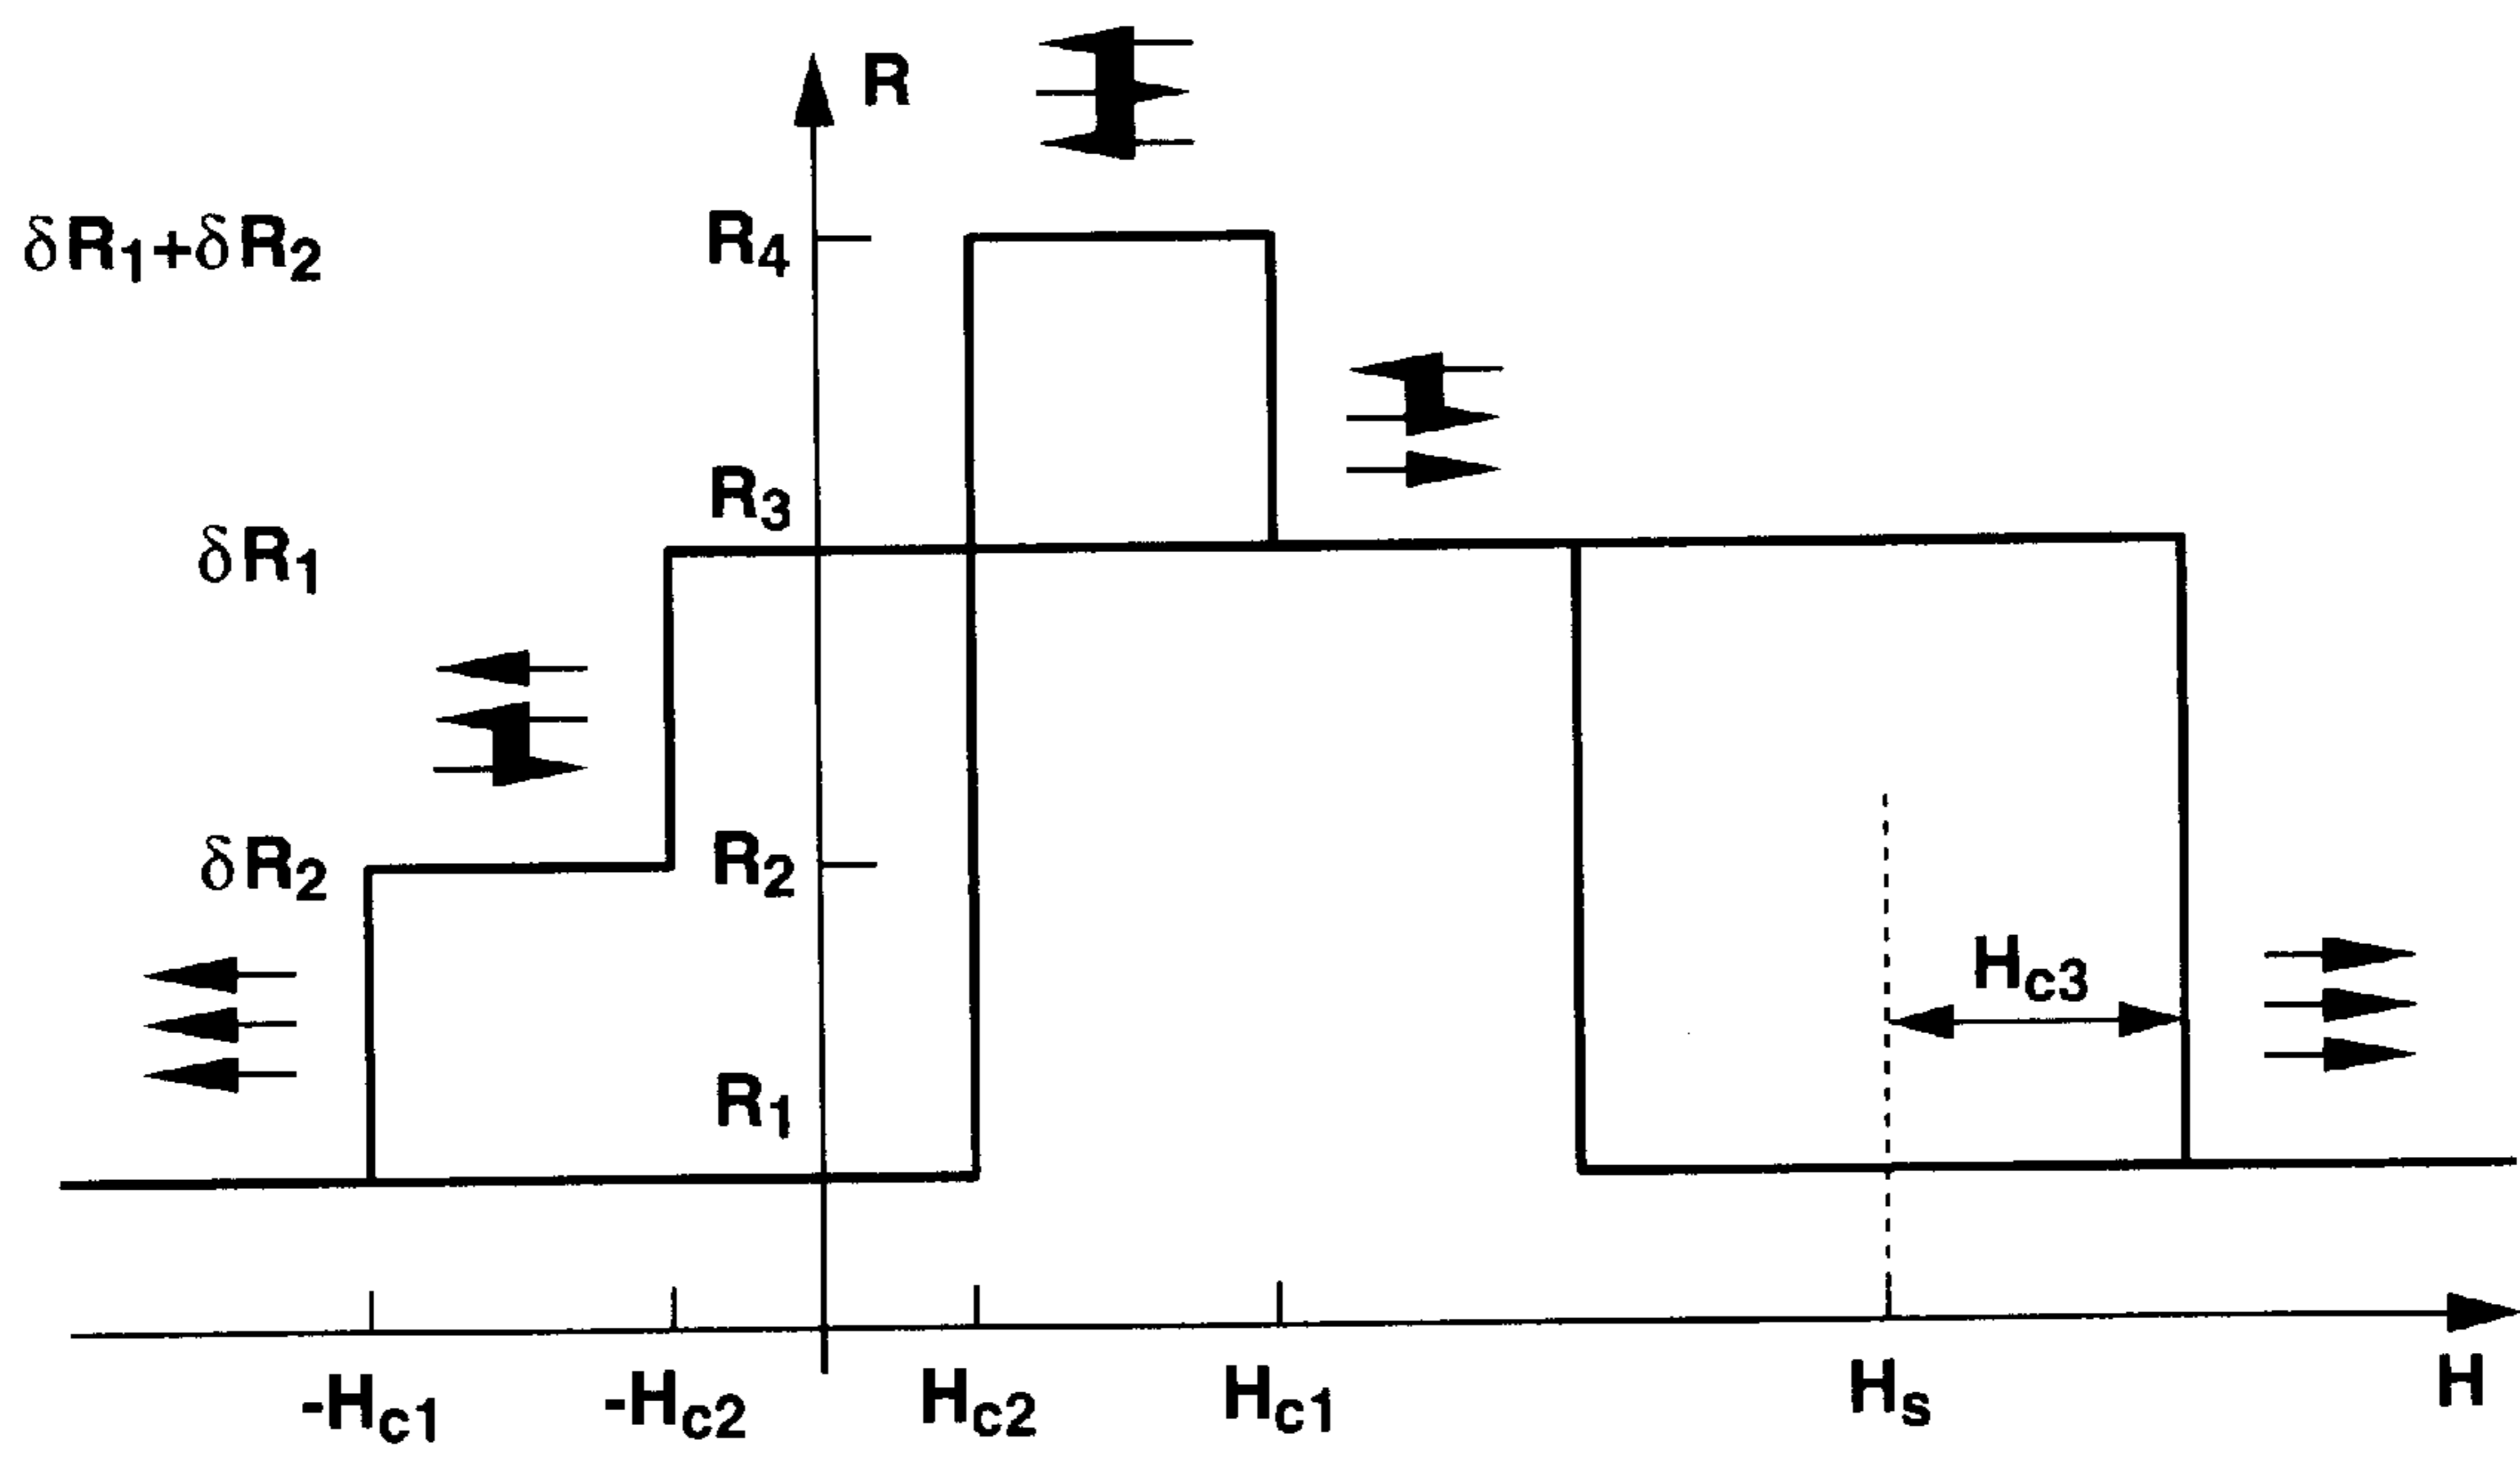 R
δR₁+δR₂
R₄
R₃
δR₁
R₂
δR₂
Hc3
R₁
-Hc1
-Hc2
Hc2
Hc1
Hs
H